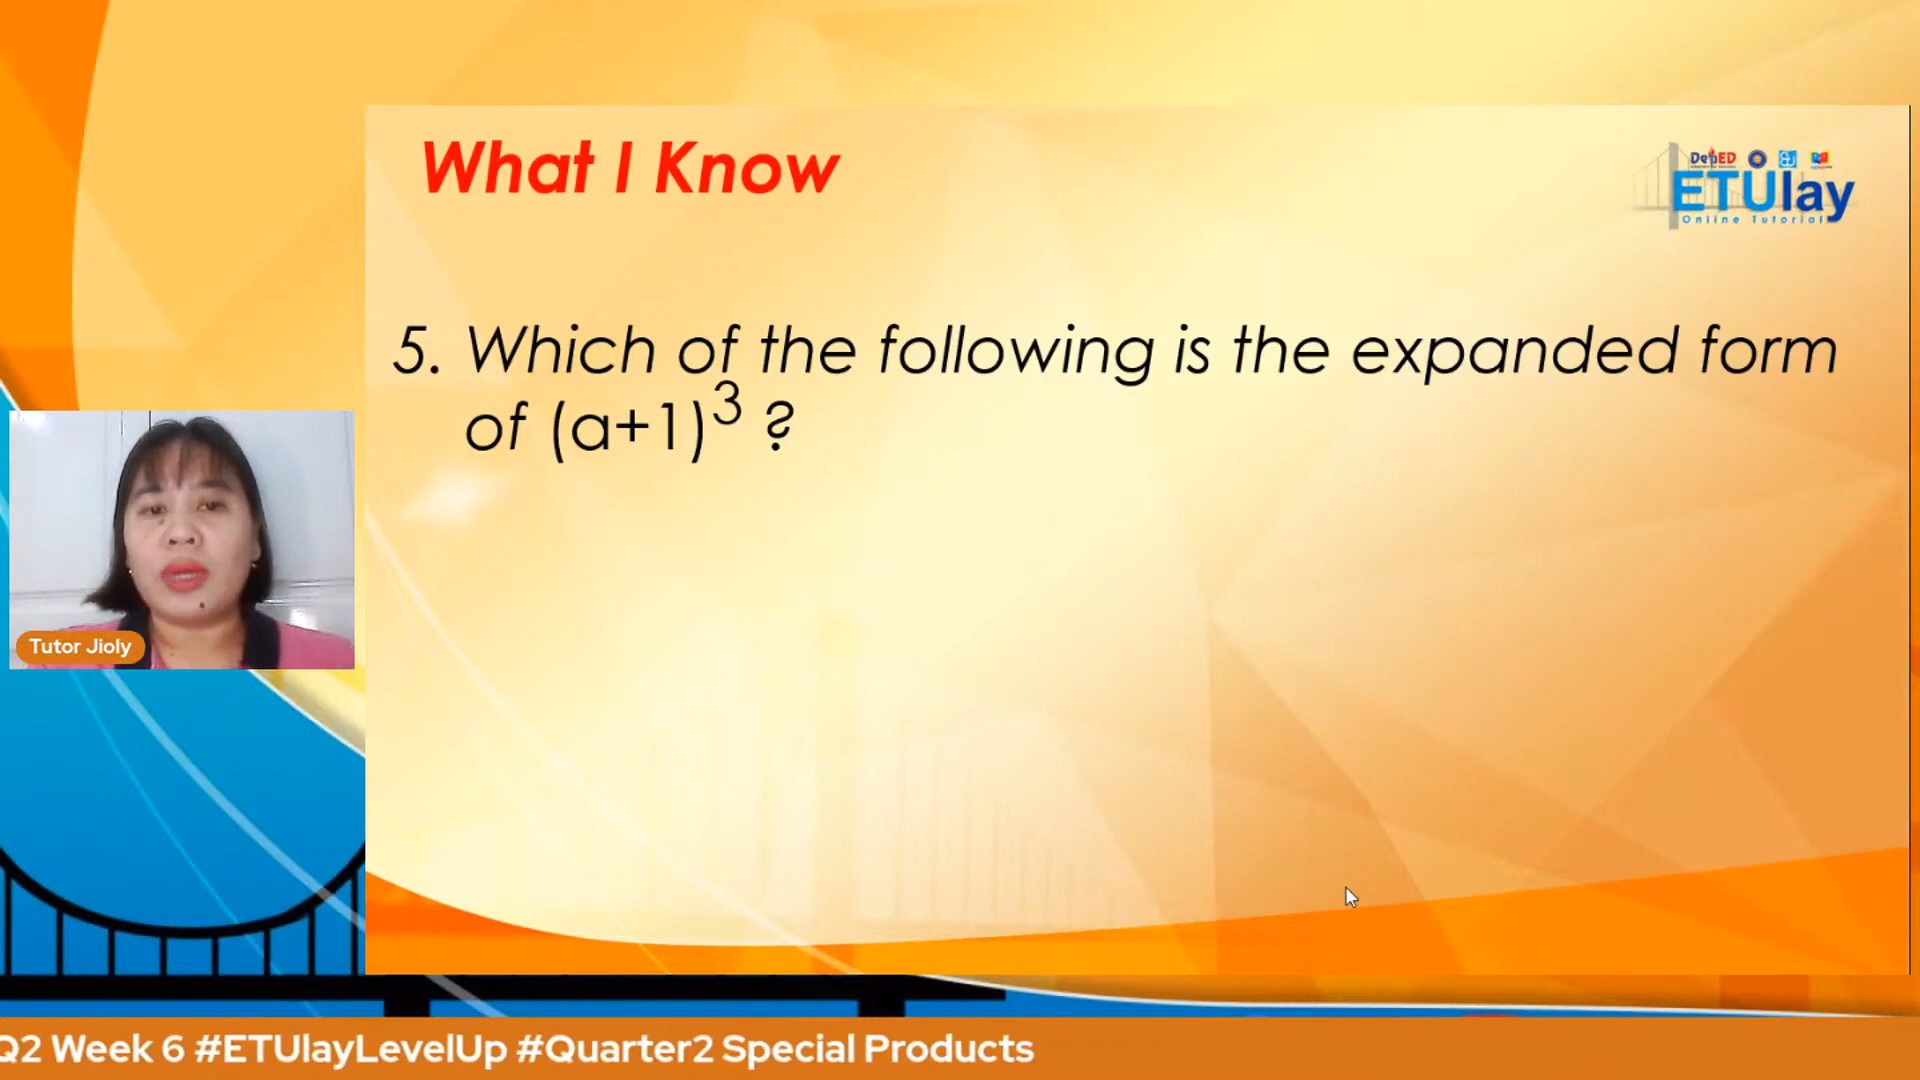 What I Know
DepED
ETUlay
Online Tutorial
5. Which of the following is the expanded form
of (a+1)³ ?
Tutor Jioly
Q2 Week 6 #ETUlayLevelUp #Quarter2 Special Products